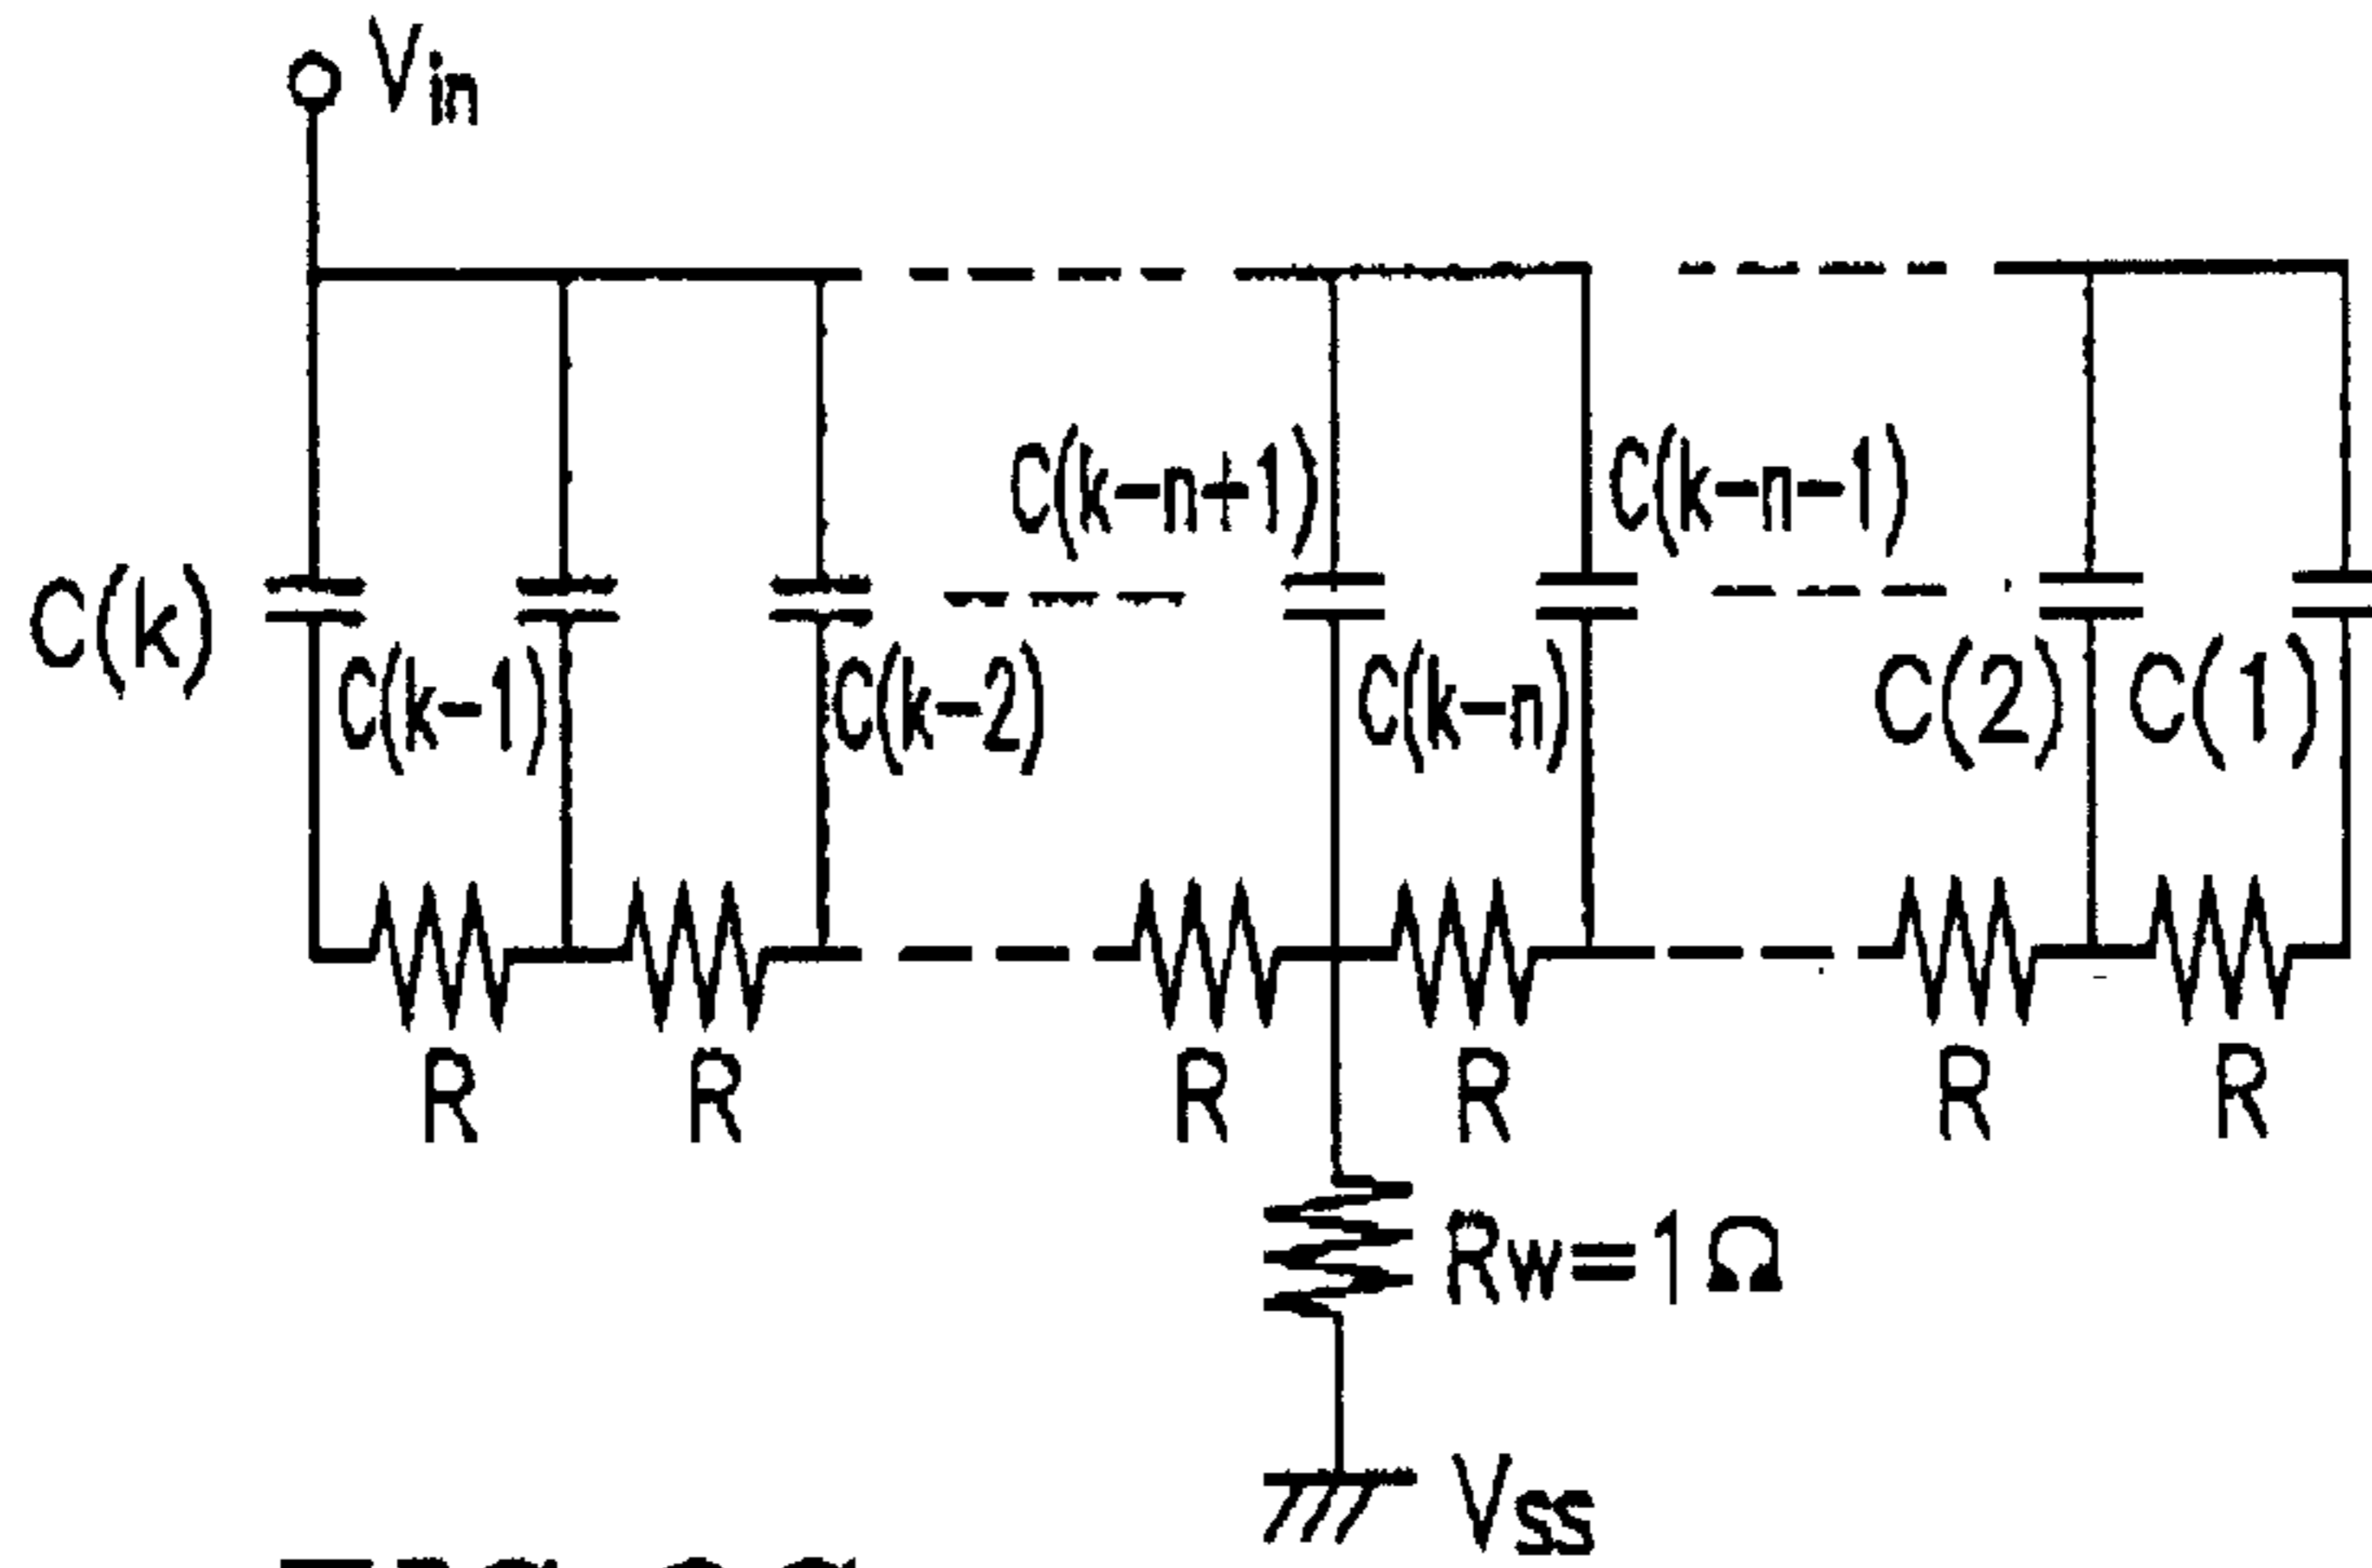 Vin
C(k-n+1)
C(k-n-1)
C(k)
C(k-1)
C(k-2)
C(k-n)
C(2)
C(1)
R
R
R
R
R
R
Rw=1Ω
Vss